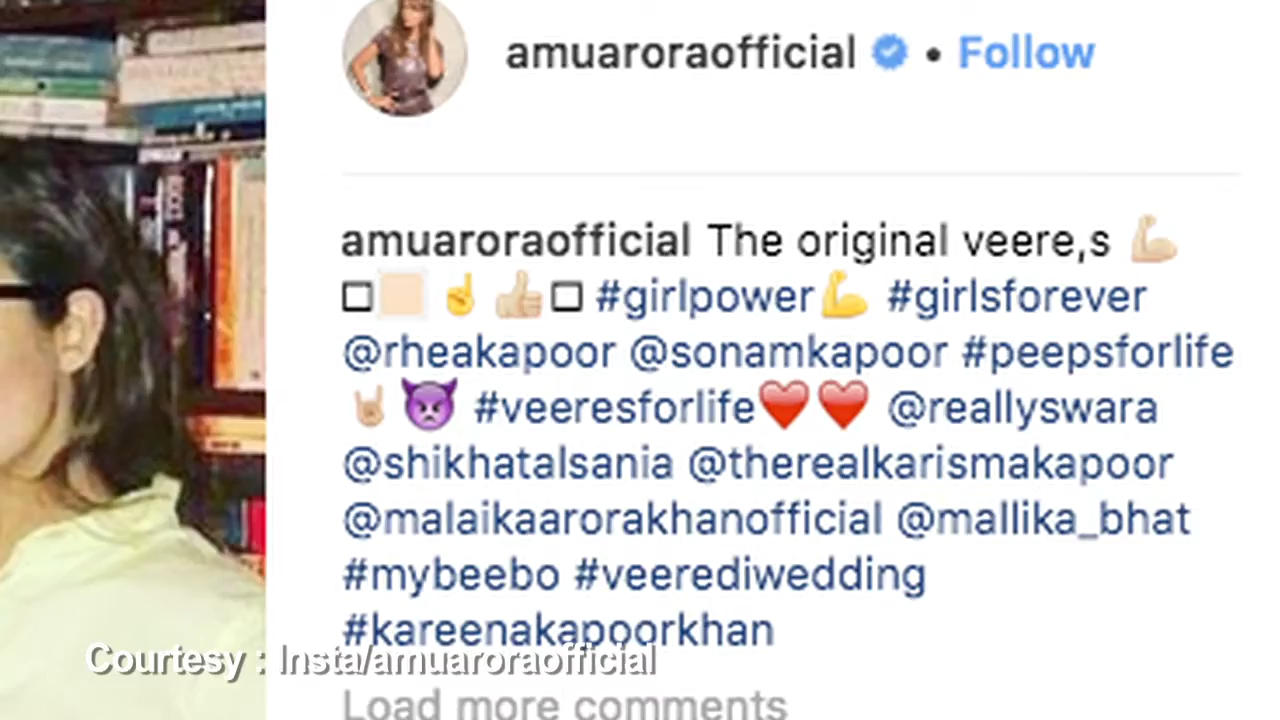 amuaroraofficial • Follow
amuaroraofficial The original veere,s 💪🏼
□🏼 ☝ 👍🏼 □ #girlpower💪 #girlsforever
@rheakapoor @sonamkapoor #peepsforlife
🤘🏼 👿 #veeresforlife❤️❤️ @reallyswara
@shikhatalsania @therealkarismakapoor
@malaikaarorakhanofficial @mallika_bhat
#mybeebo #veerediwedding
#kareenakapoorkhan
Courtesy : Insta/amuaroraofficial
Load more comments